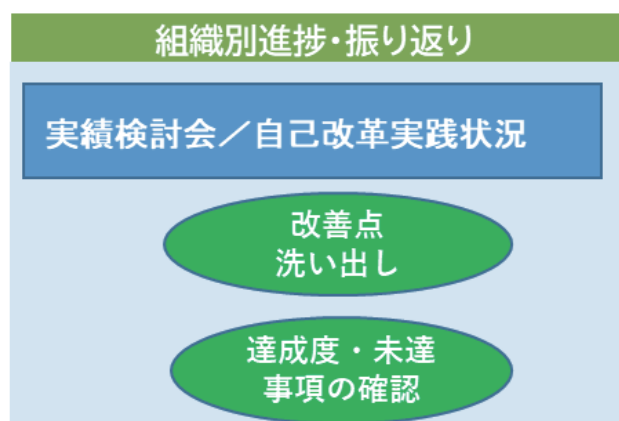 組織別進捗･振り返り
実績検討会／自己改革実践状況
改善点
洗い出し
達成度・未達
事項の確認